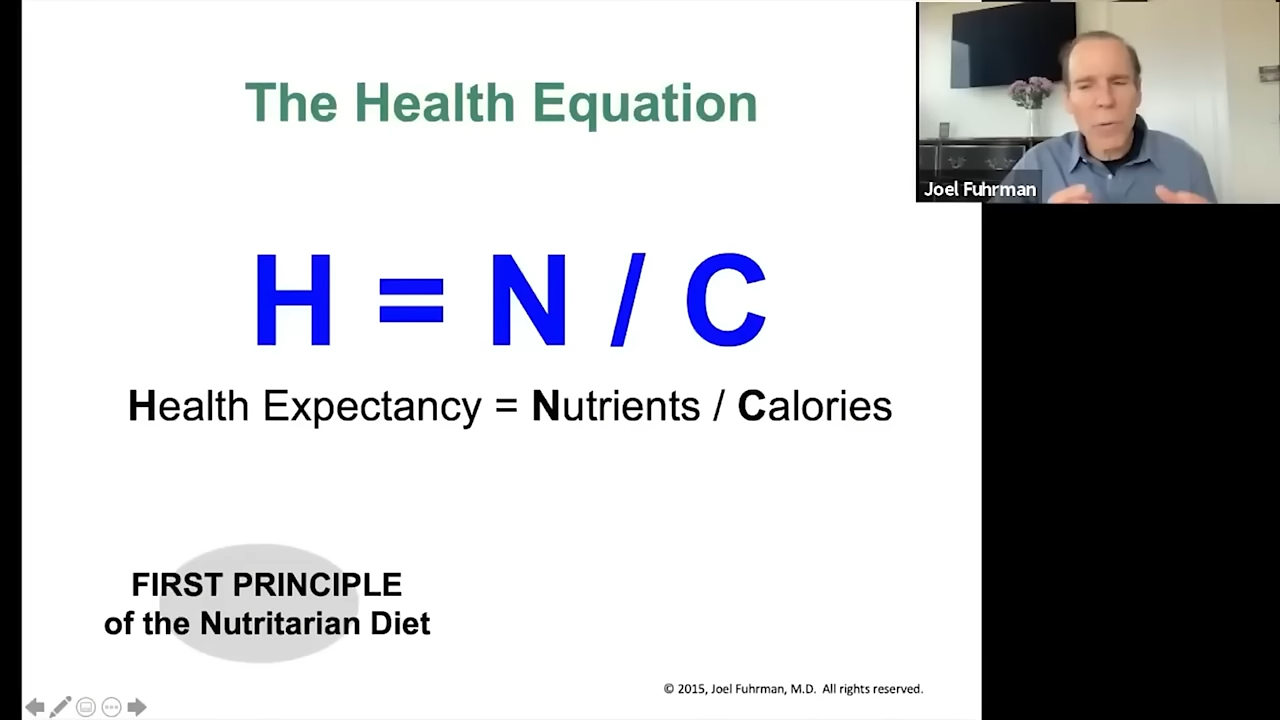 The Health Equation
H = N / C
Health Expectancy = Nutrients / Calories
FIRST PRINCIPLE
of the Nutritarian Diet
© 2015, Joel Fuhrman, M.D. All rights reserved.
Joel Fuhrman